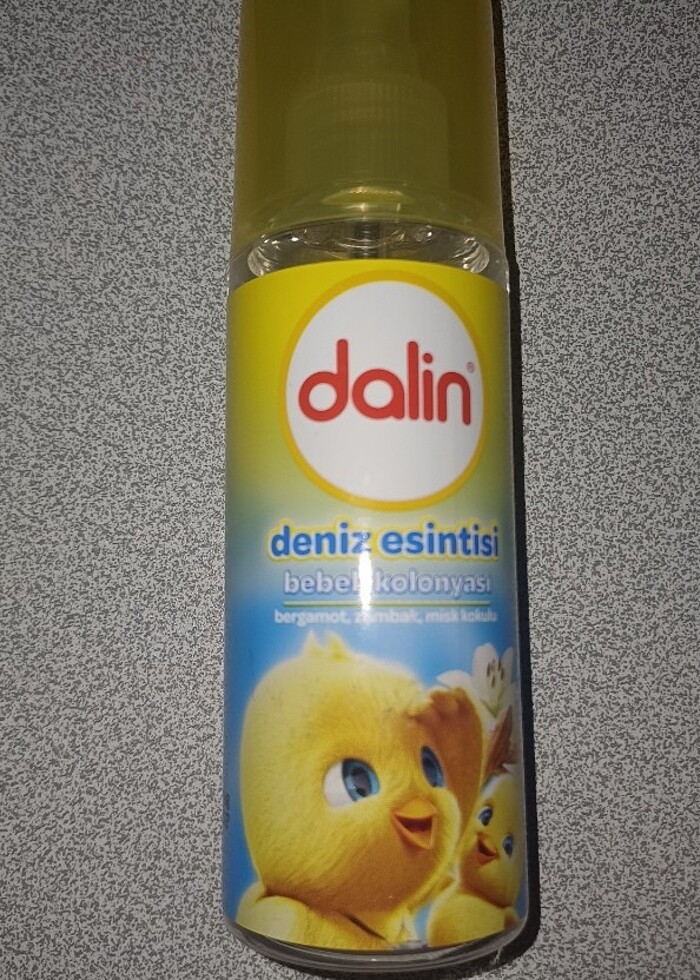 dalin®
deniz esintisi
bebek kolonyası
bergamot, zambak, misk kokulu